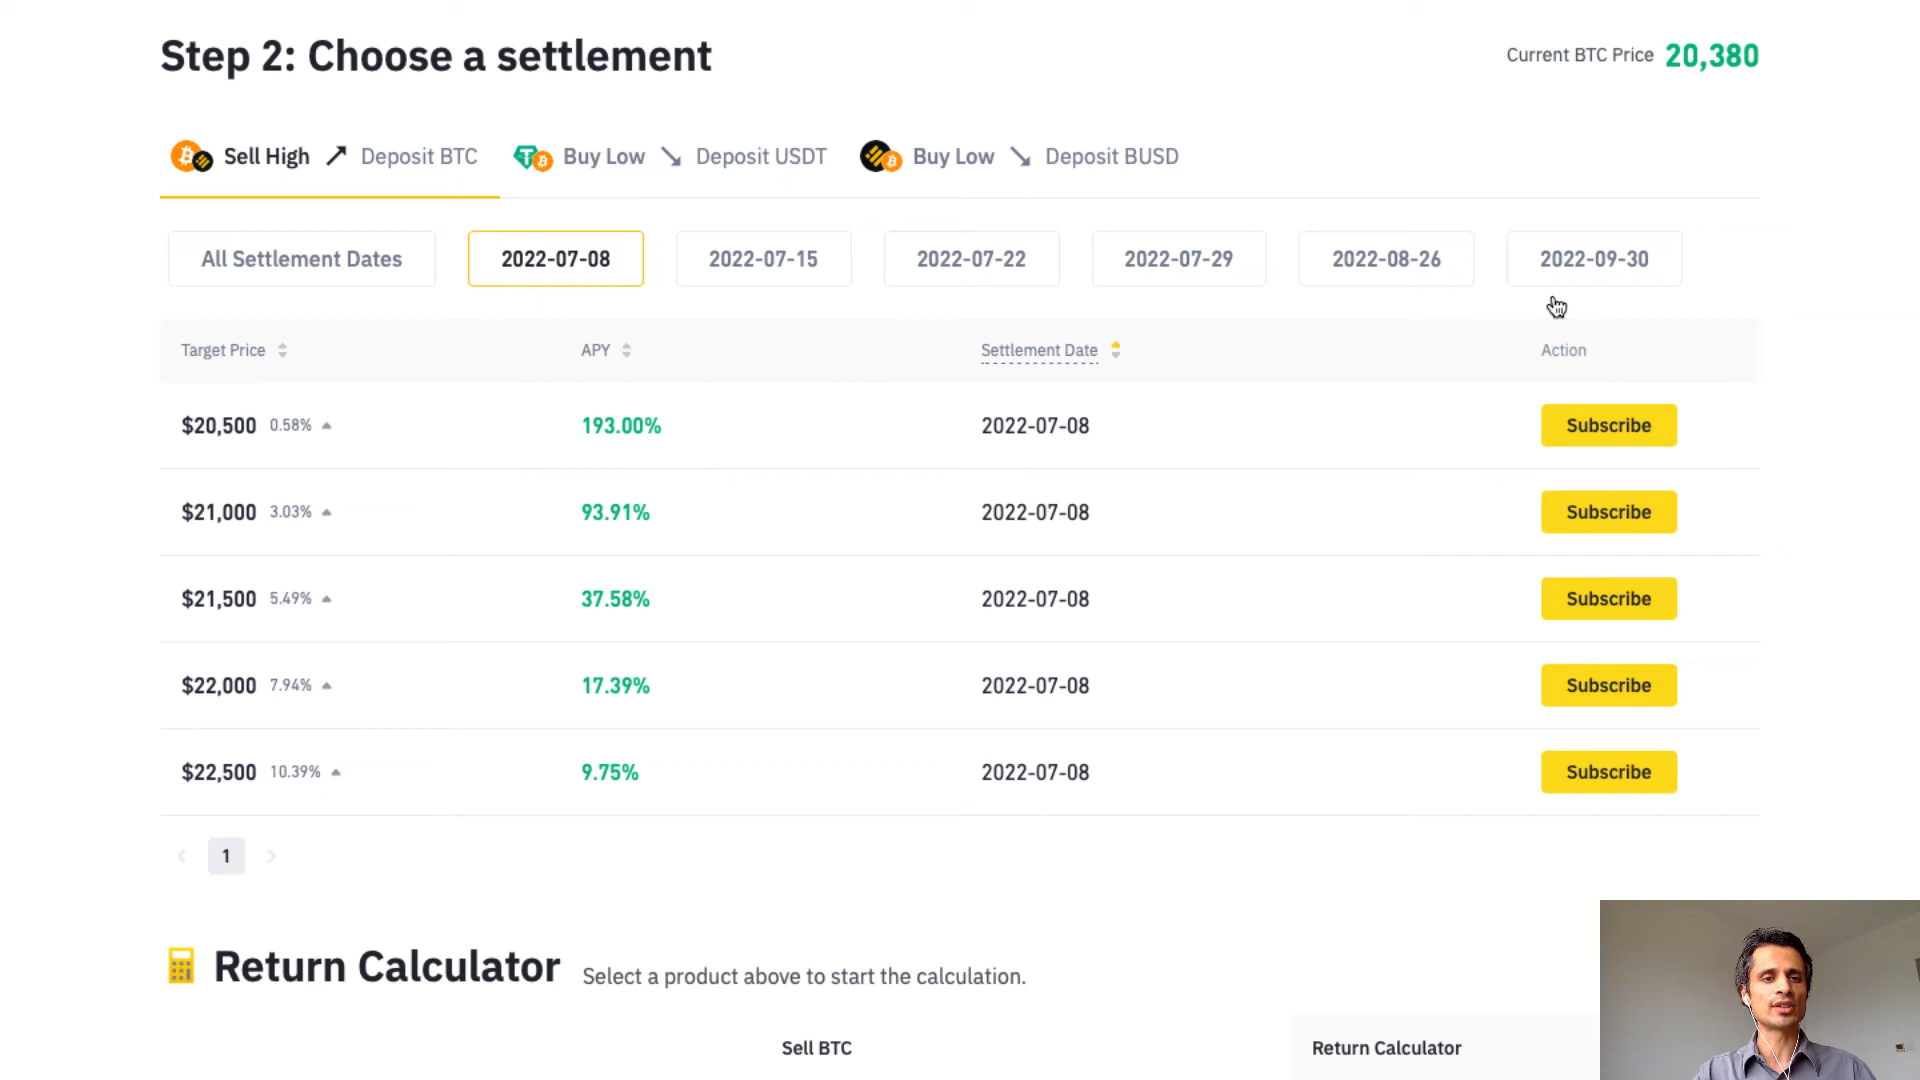 Step 2: Choose a settlement
Current BTC Price 20,380
Sell High Deposit BTC Buy Low Deposit USDT Buy Low Deposit BUSD
All Settlement Dates 2022-07-08 2022-07-15 2022-07-22 2022-07-29 2022-08-26 2022-09-30
Target Price APY Settlement Date Action
$20,500 0.58% 193.00% 2022-07-08 Subscribe
$21,000 3.03% 93.91% 2022-07-08 Subscribe
$21,500 5.49% 37.58% 2022-07-08 Subscribe
$22,000 7.94% 17.39% 2022-07-08 Subscribe
$22,500 10.39% 9.75% 2022-07-08 Subscribe
1
Return Calculator Select a product above to start the calculation.
Sell BTC Return Calculator